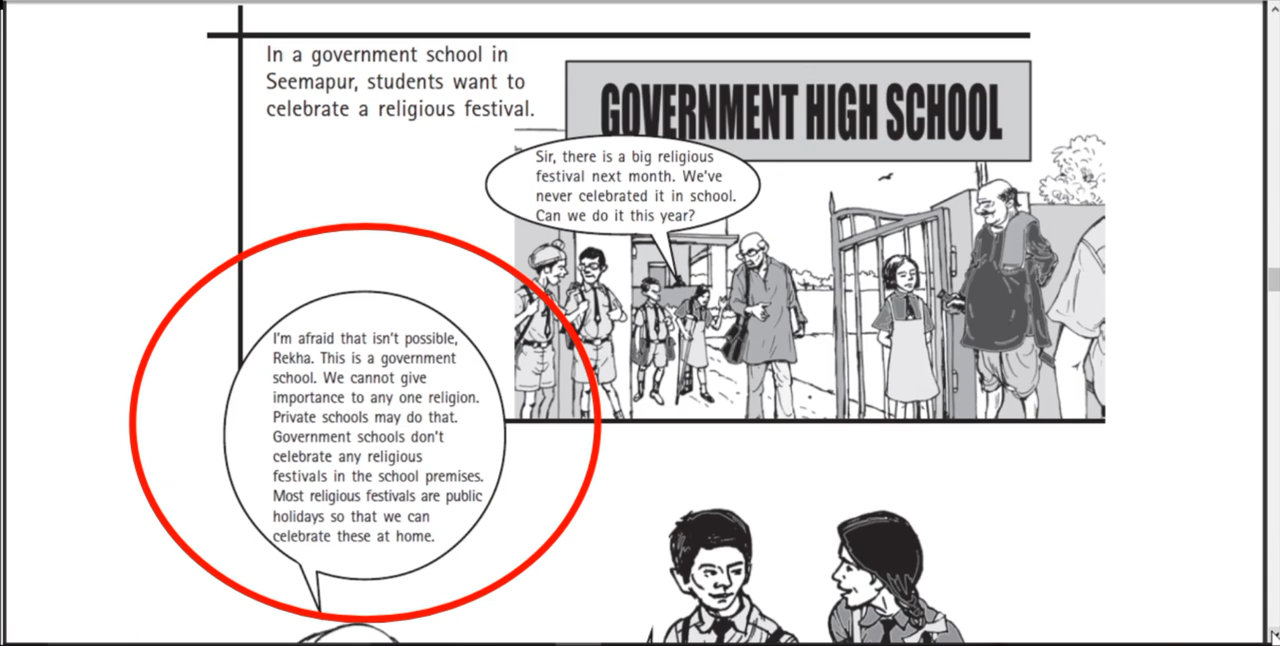 In a government school in
Seemapur, students want to
celebrate a religious festival.
GOVERNMENT HIGH SCHOOL
Sir, there is a big religious
festival next month. We've
never celebrated it in school.
Can we do it this year?
I'm afraid that isn't possible,
Rekha. This is a government
school. We cannot give
importance to any one religion.
Private schools may do that.
Government schools don't
celebrate any religious
festivals in the school premises.
Most religious festivals are public
holidays so that we can
celebrate these at home.